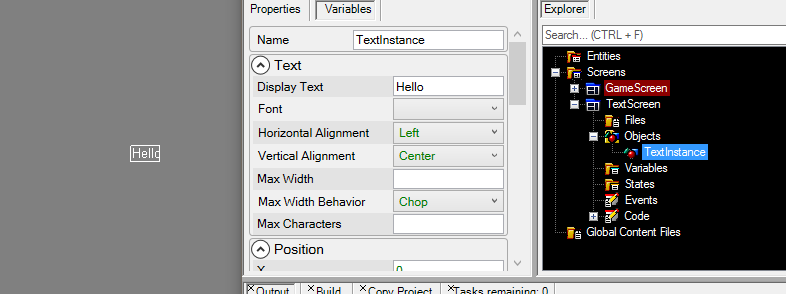 Hello
Properties
Variables
Name
TextInstance
Text
Display Text
Hello
Font
Horizontal Alignment
Left
Vertical Alignment
Center
Max Width
Max Width Behavior
Chop
Max Characters
Position
X
0
Output
Build
Copy Project
Tasks remaining: 0
Explorer
Search... (CTRL + F)
Entities
Screens
GameScreen
TextScreen
Files
Objects
TextInstance
Variables
States
Events
Code
Global Content Files